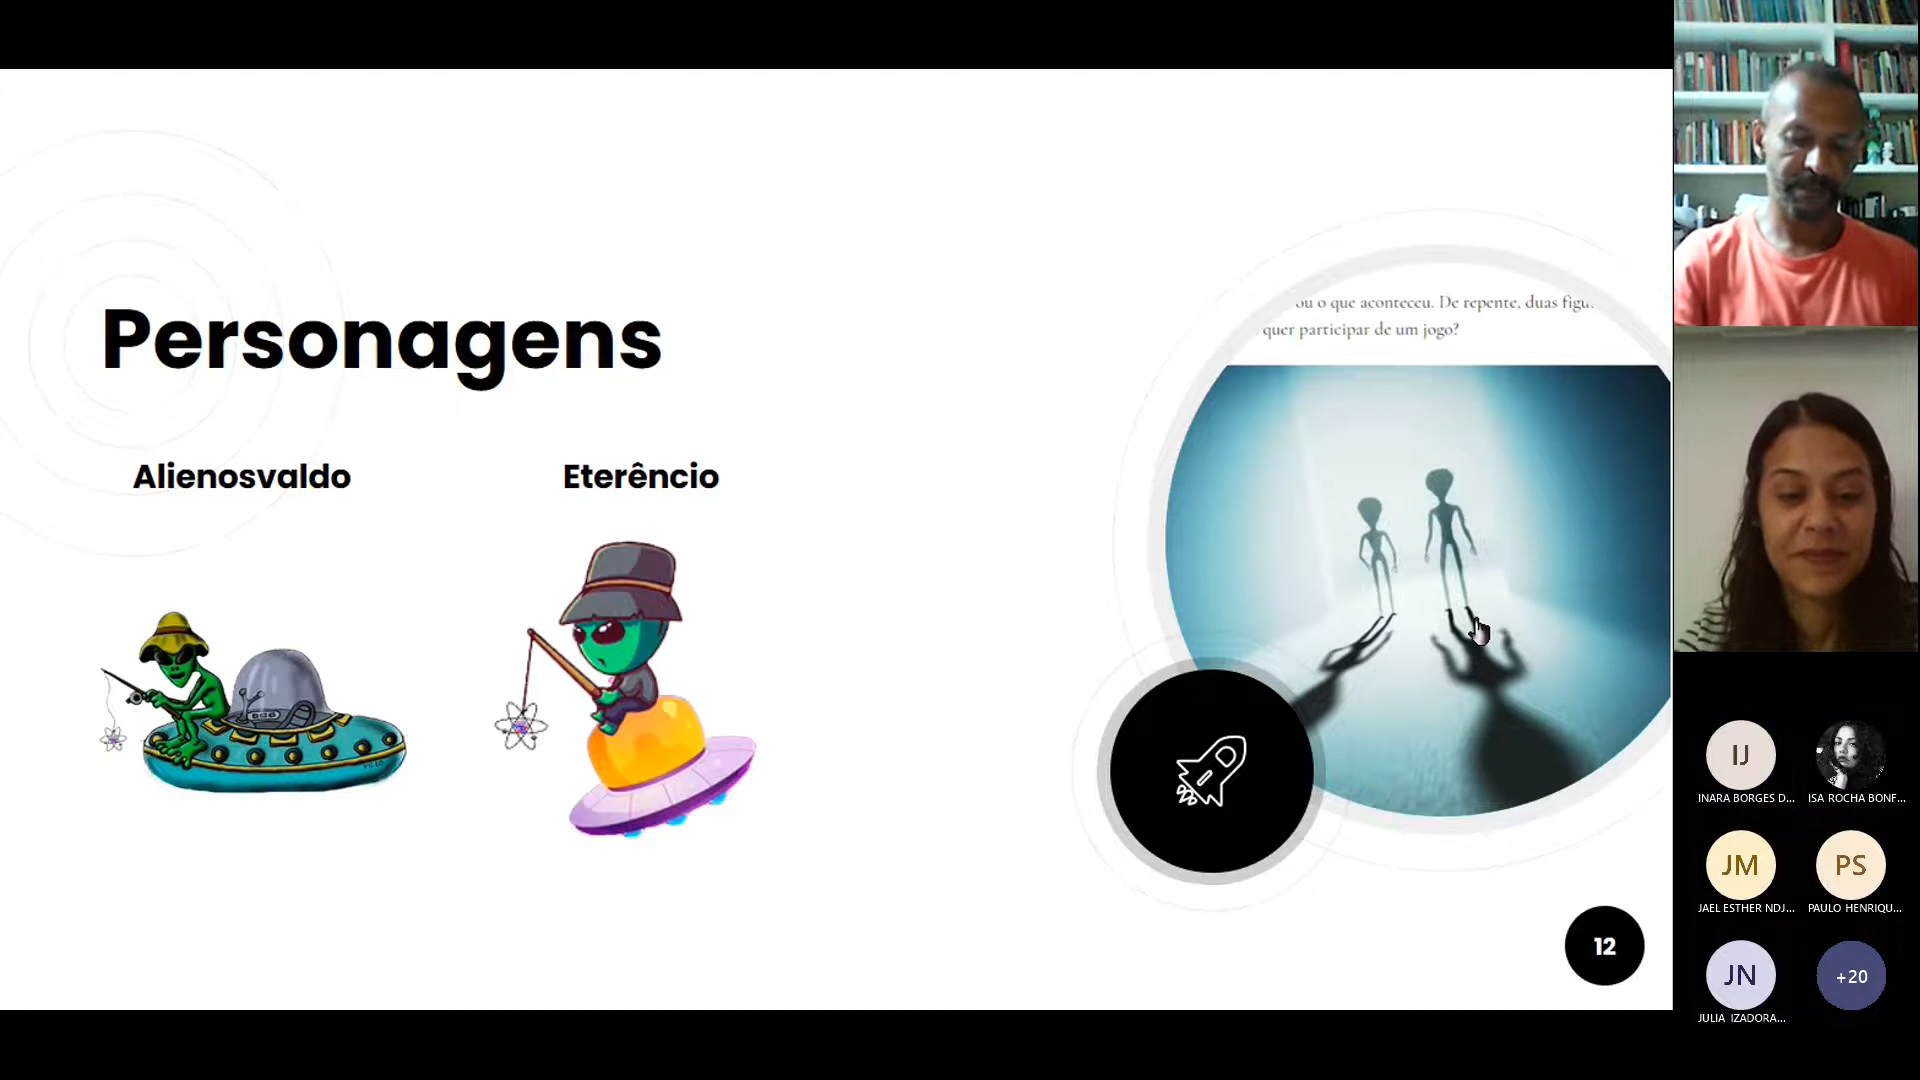 Personagens
Alienosvaldo
Eterêncio
ou o que aconteceu. De repente, duas figu
quer participar de um jogo?
12
IJ
INARA BORGES D...
ISA ROCHA BONF...
JM
JAEL ESTHER NDJ...
PS
PAULO HENRIQU...
JN
JULIA IZADORA...
+20